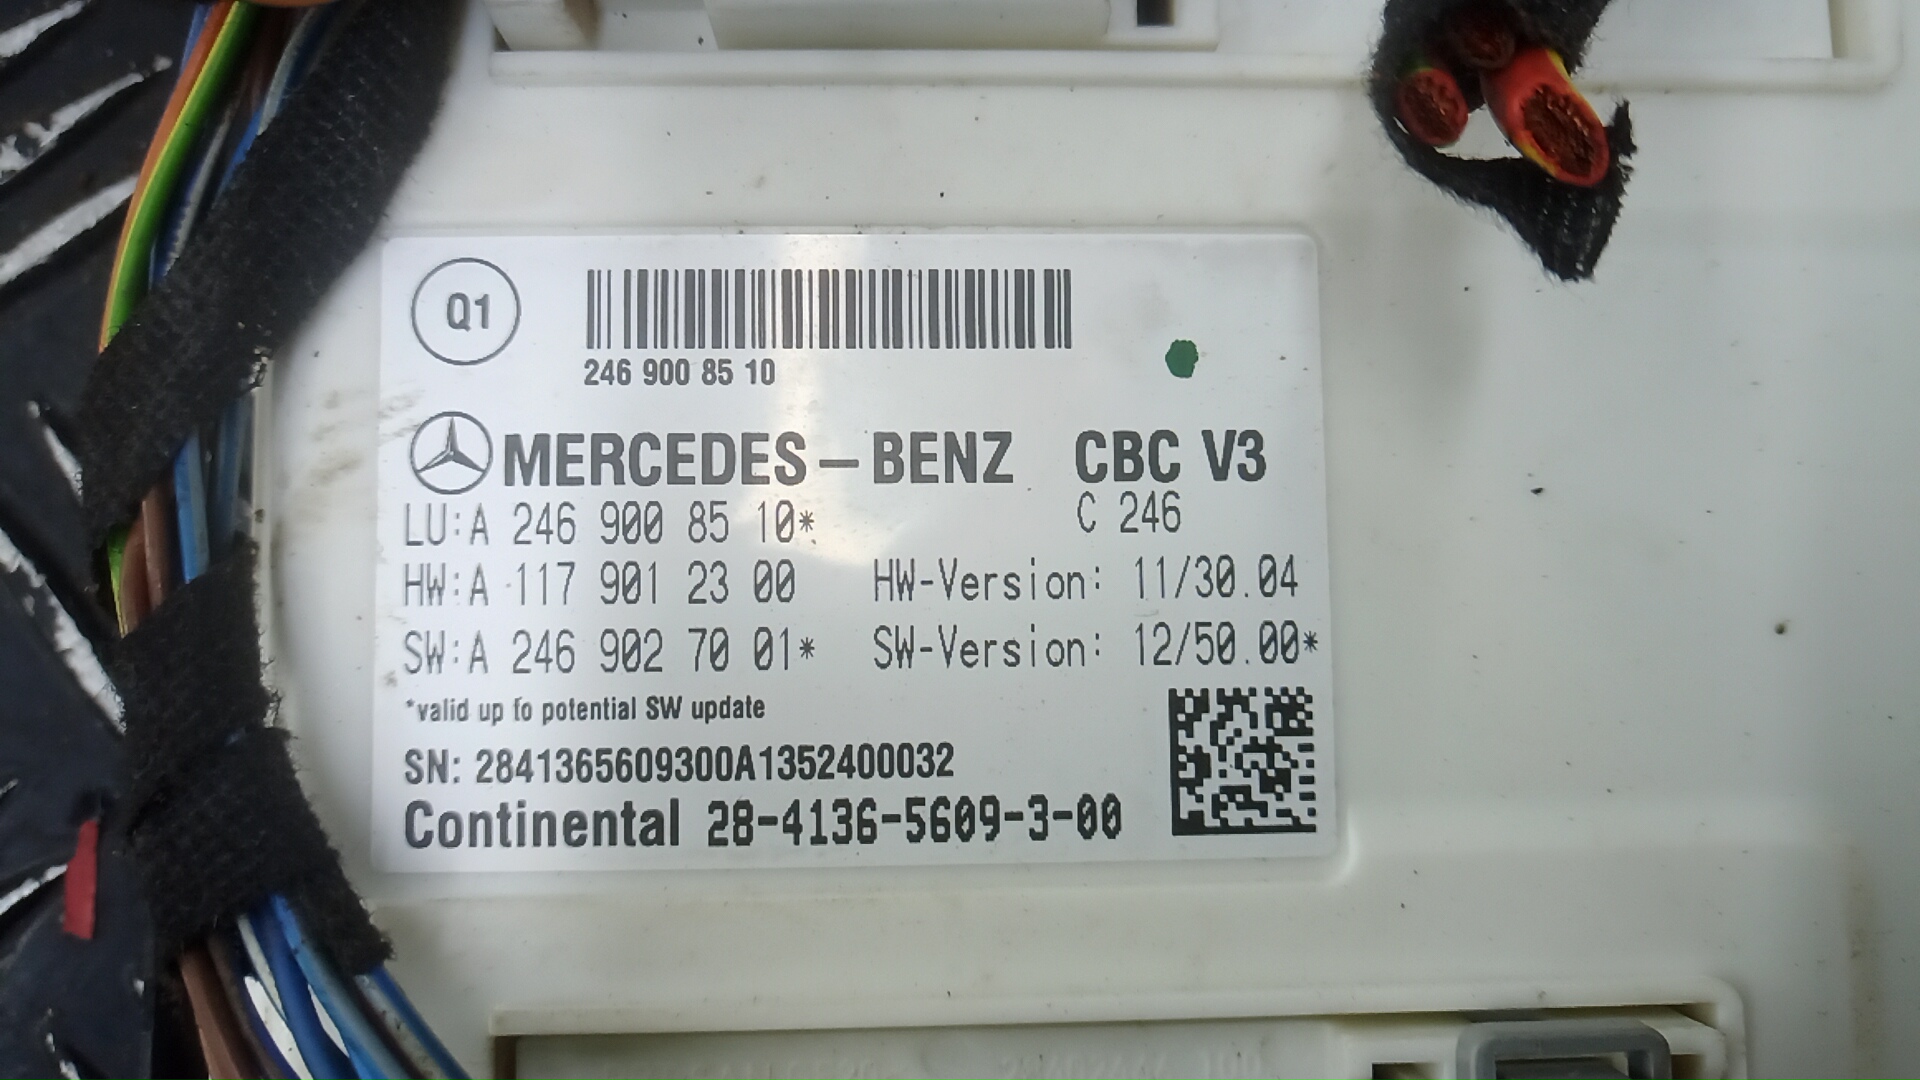 Q1
246 900 85 10
MERCEDES-BENZ CBC V3
C 246
LU:A 246 900 85 10*
HW:A 117 901 23 00 HW-Version: 11/30.04
SW:A 246 902 70 01* SW-Version: 12/50.00*
*valid up to potential SW update
SN: 2841365609300A1352400032
Continental 28-4136-5609-3-00